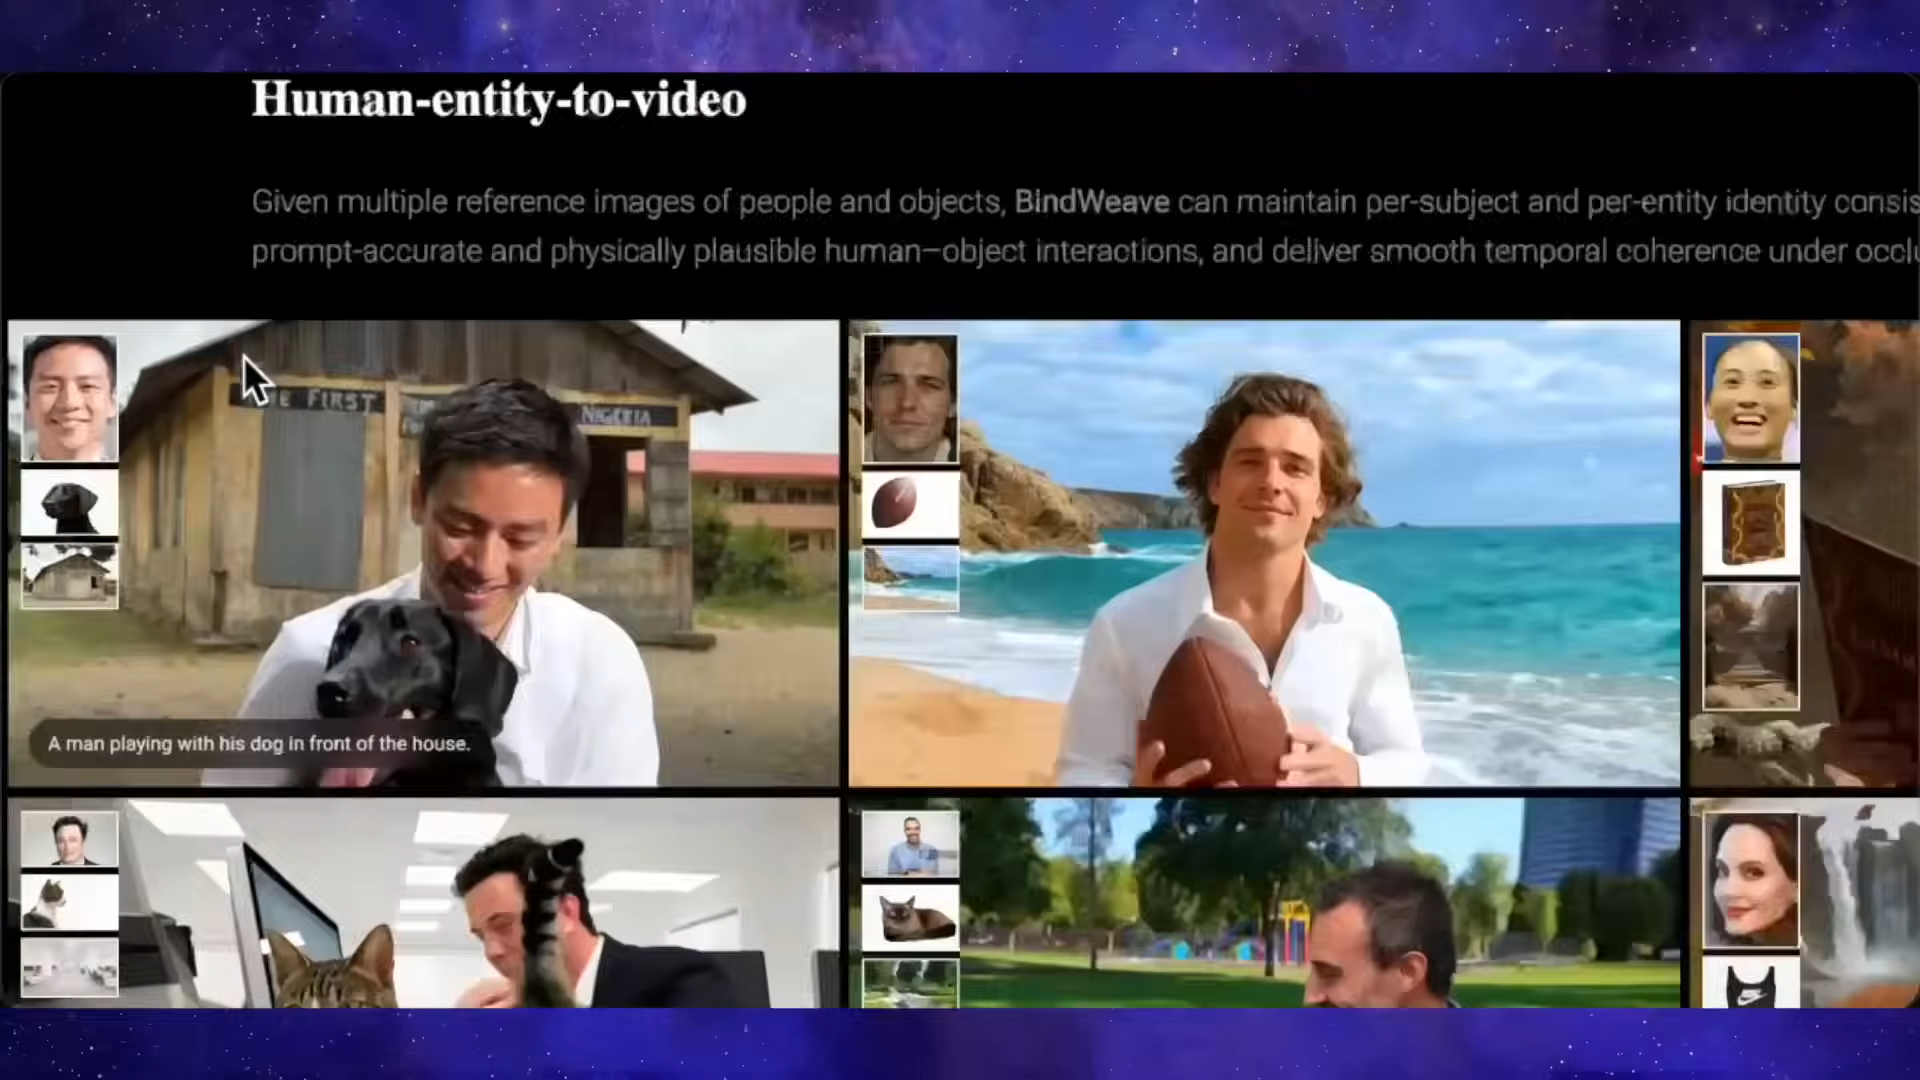 Human-entity-to-video
Given multiple reference images of people and objects, BindWeave can maintain per-subject and per-entity identity consis
prompt-accurate and physically plausible human–object interactions, and deliver smooth temporal coherence under occlu
FIRST
NIGERIA
A man playing with his dog in front of the house.